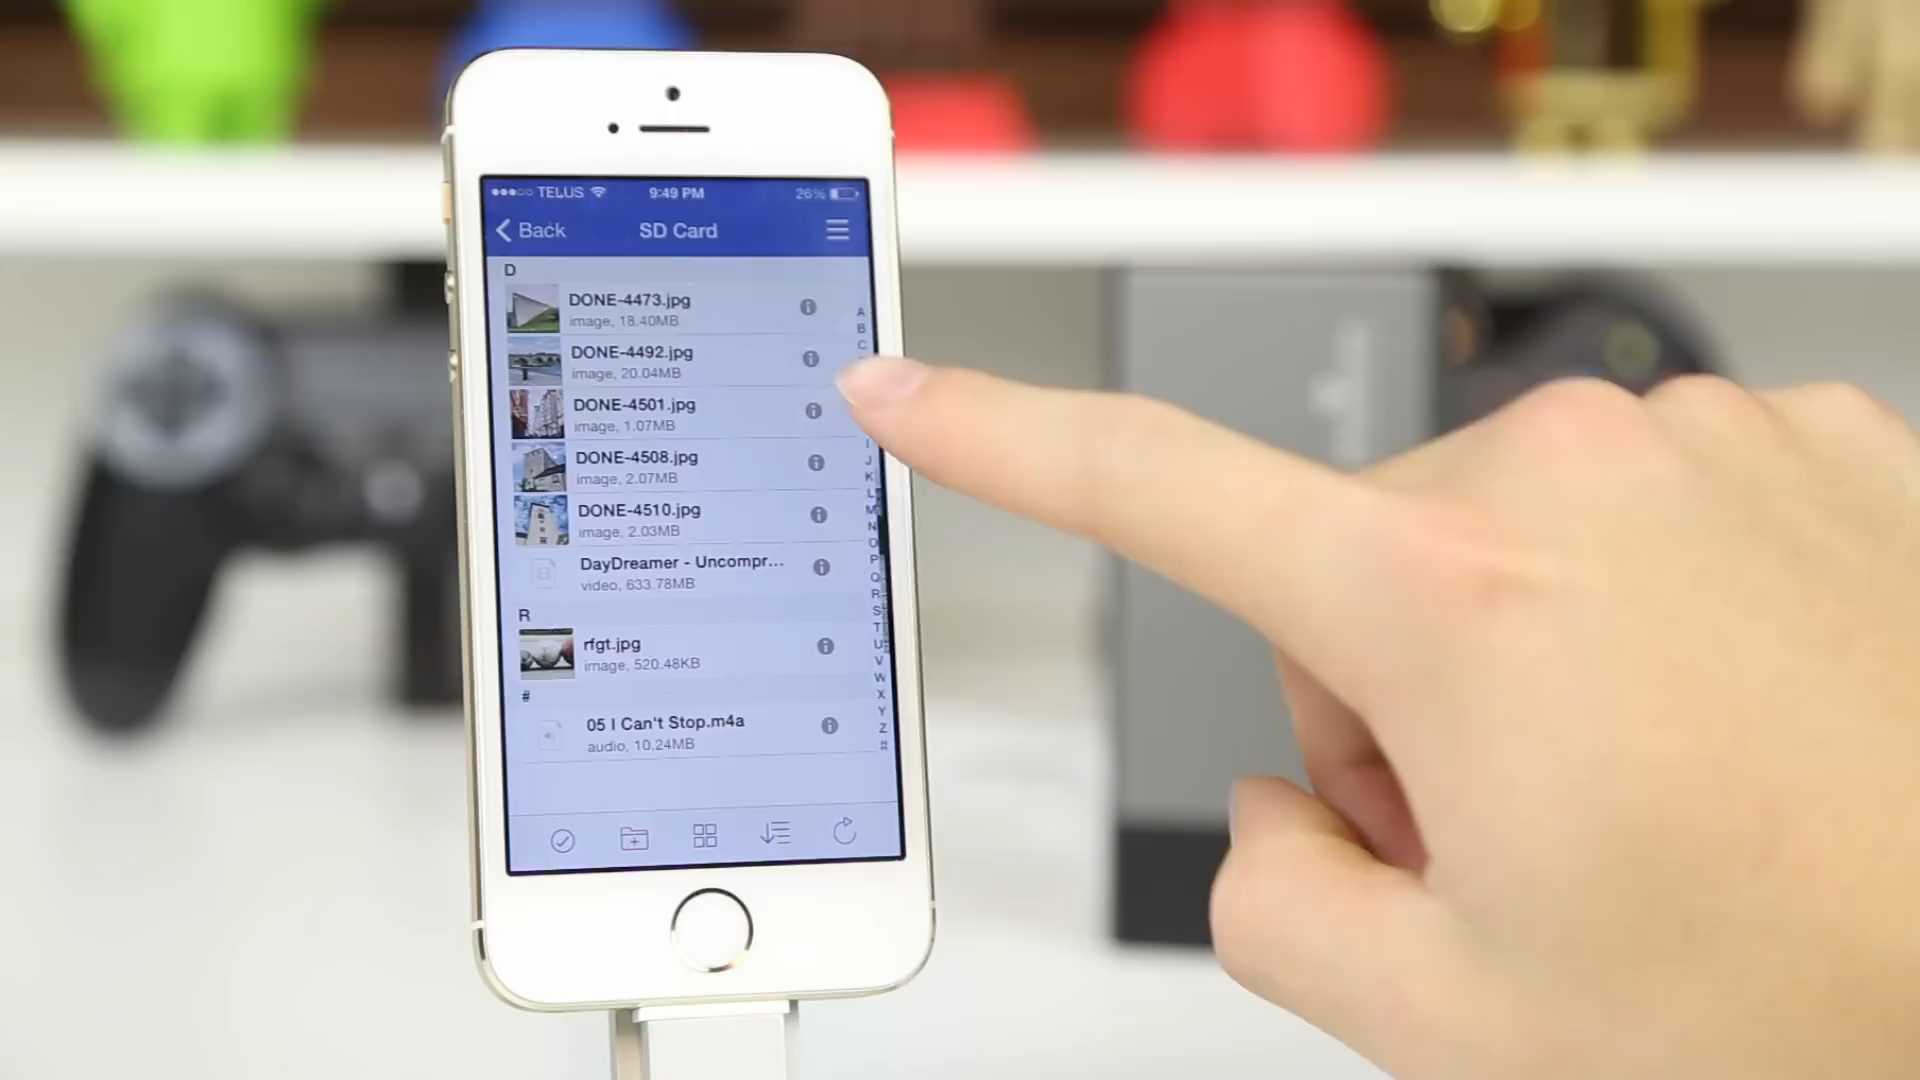 TELUS 9:49 PM 26%
Back SD Card
D
DONE-4473.jpg
image, 18.40MB
DONE-4492.jpg
image, 20.04MB
DONE-4501.jpg
image, 1.07MB
DONE-4508.jpg
image, 2.07MB
DONE-4510.jpg
image, 2.03MB
DayDreamer - Uncompr...
video, 633.78MB
R
rfgt.jpg
image, 520.48KB
#
05 I Can't Stop.m4a
audio, 10.24MB
A
B
C
I
J
K
L
M
N
O
P
Q
R
S
T
U
V
W
X
Y
Z
#